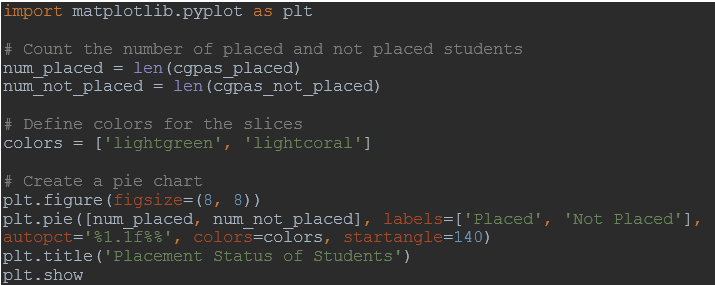 import matplotlib.pyplot as plt
# Count the number of placed and not placed students
num_placed = len(cgpas_placed)
num_not_placed = len(cgpas_not_placed)
# Define colors for the slices
colors = ['lightgreen', 'lightcoral']
# Create a pie chart
plt.figure(figsize=(8, 8))
plt.pie([num_placed, num_not_placed], labels=['Placed', 'Not Placed'],
autopct='%1.1f%%', colors=colors, startangle=140)
plt.title('Placement Status of Students')
plt.show